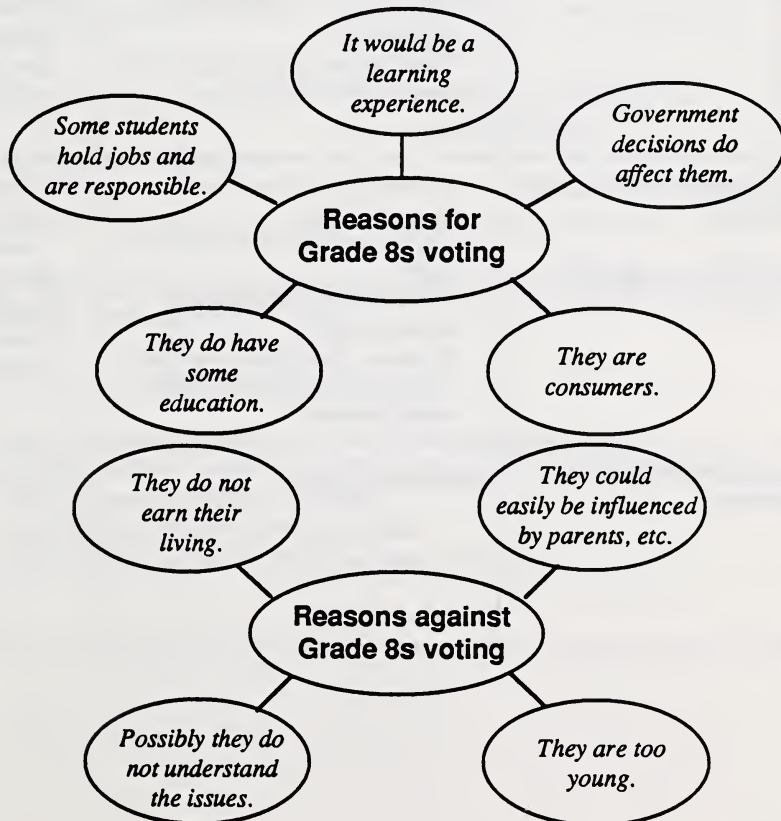 It would be a
learning
experience.
Some students
hold jobs and
are responsible.
Government
decisions do
affect them.
Reasons for
Grade 8s voting
They do have
some
education.
They are
consumers.
They do not
earn their
living.
They could
easily be influenced
by parents, etc.
Reasons against
Grade 8s voting
Possibly they do
not understand
the issues.
They are too
young.